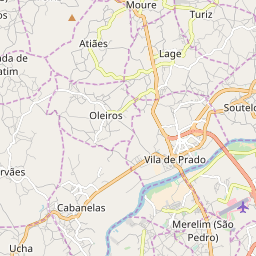 Moure
Turiz
Atiães
Lage
ada de
atim
Soutelo
Oleiros
Vila de Prado
rvães
Cabanelas
Merelim (São
Pedro)
Ucha